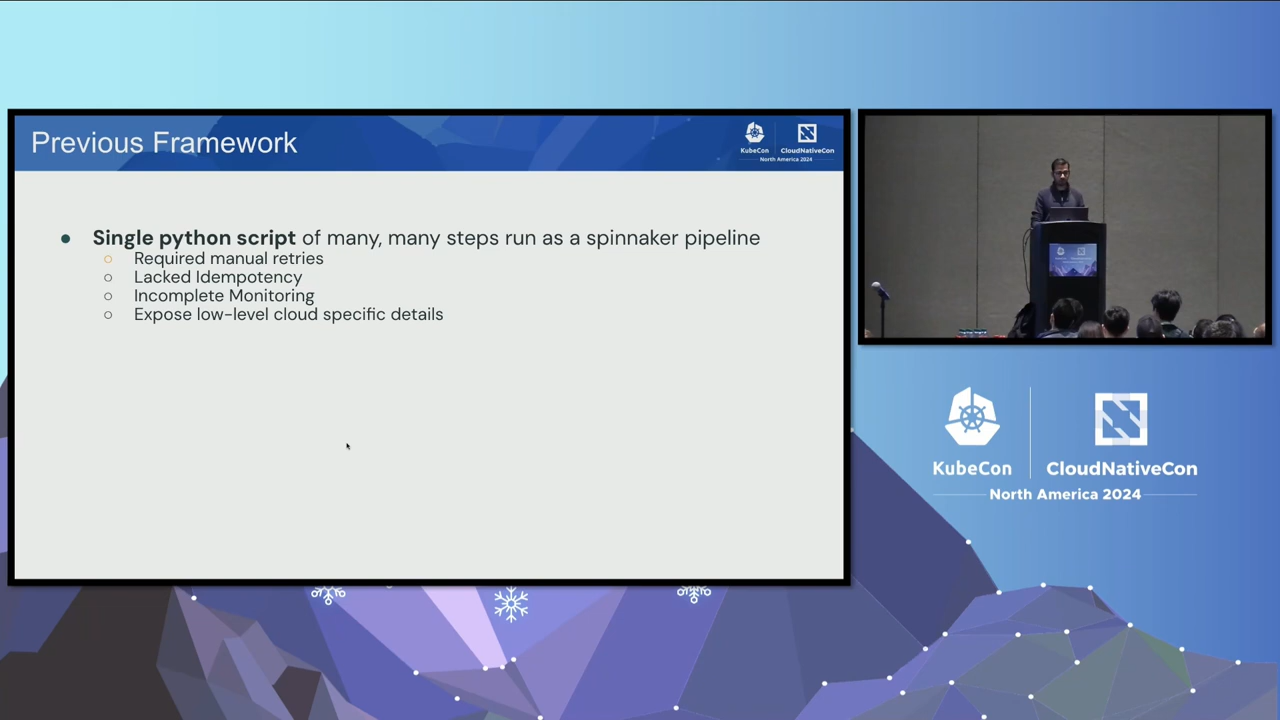 Previous Framework
KubeCon
CloudNativeCon
North America 2024
Single python script of many, many steps run as a spinnaker pipeline
Required manual retries
Lacked Idempotency
Incomplete Monitoring
Expose low-level cloud specific details
KubeCon
CloudNativeCon
North America 2024